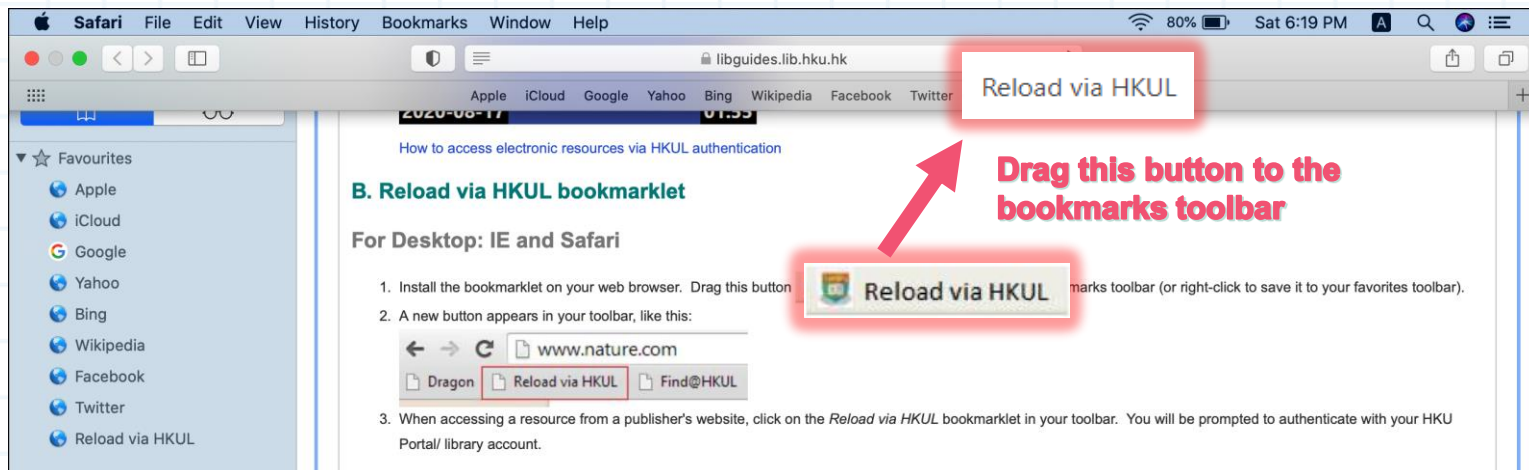 Safari File Edit View History Bookmarks Window Help 80% Sat 6:19 PM A
libguides.lib.hku.hk
Apple iCloud Google Yahoo Bing Wikipedia Facebook Twitter
Reload via HKUL
2020-08-17 01:55
How to access electronic resources via HKUL authentication
Favourites
Apple
iCloud
Google
Yahoo
Bing
Wikipedia
Facebook
Twitter
Reload via HKUL
Drag this button to the
bookmarks toolbar
B. Reload via HKUL bookmarklet
For Desktop: IE and Safari
1. Install the bookmarklet on your web browser. Drag this button Reload via HKUL marks toolbar (or right-click to save it to your favorites toolbar).
2. A new button appears in your toolbar, like this:
www.nature.com
Dragon Reload via HKUL Find@HKUL
3. When accessing a resource from a publisher's website, click on the Reload via HKUL bookmarklet in your toolbar. You will be prompted to authenticate with your HKU
Portal/ library account.